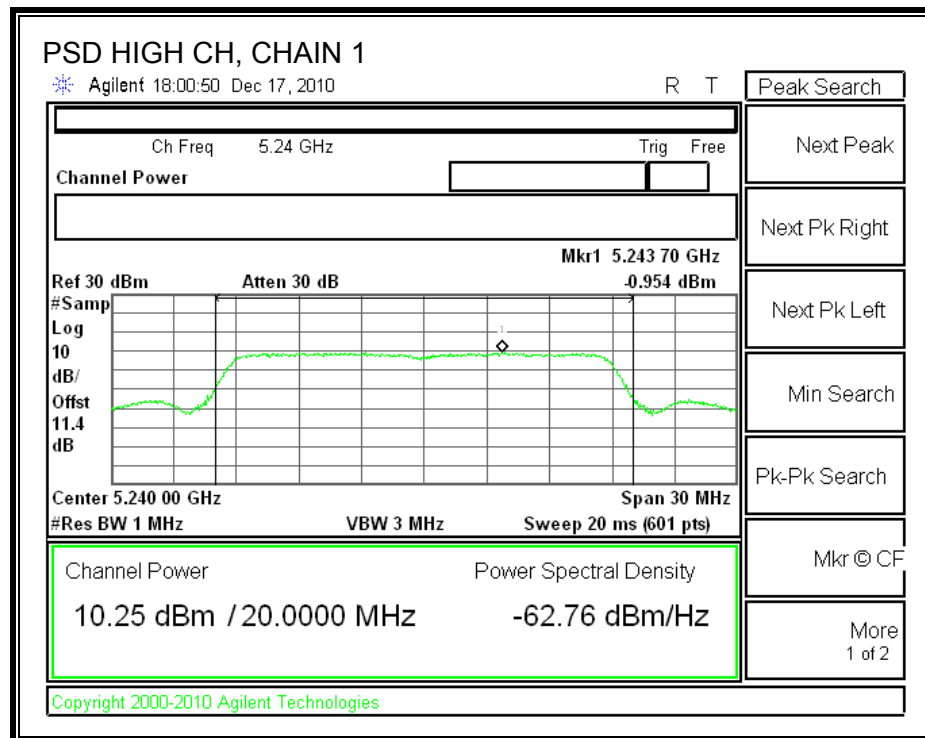 PSD HIGH CH, CHAIN 1
Agilent 18:00:50 Dec 17, 2010 R T
Peak Search
Ch Freq 5.24 GHz Trig Free
Channel Power
Next Peak
Next Pk Right
Mkr1 5.243 70 GHz
Ref 30 dBm Atten 30 dB -0.954 dBm
#Samp
Log
10
dB/
Offst
11.4
dB
1
Next Pk Left
Min Search
Pk-Pk Search
Center 5.240 00 GHz Span 30 MHz
#Res BW 1 MHz VBW 3 MHz Sweep 20 ms (601 pts)
Channel Power Power Spectral Density
10.25 dBm / 20.0000 MHz -62.76 dBm/Hz
Mkr © CF
More
1 of 2
Copyright 2000-2010 Agilent Technologies